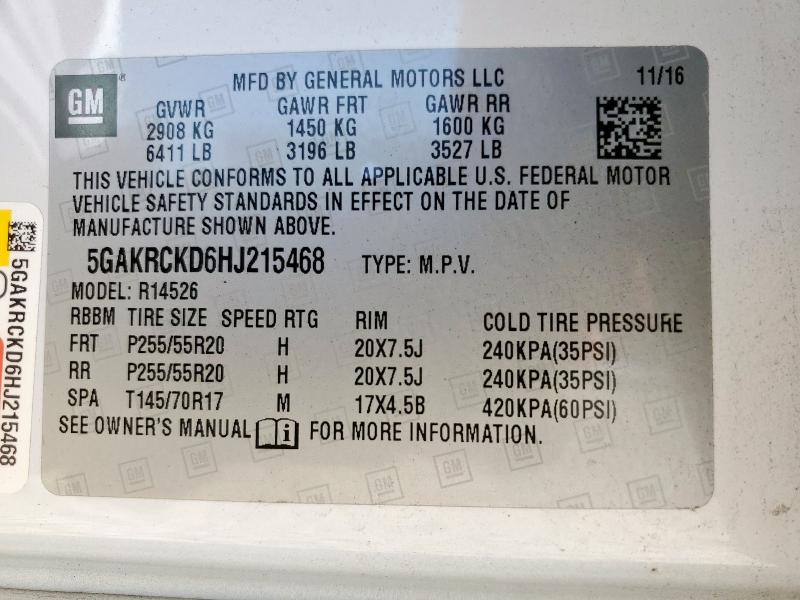 GM
MFD BY GENERAL MOTORS LLC 11/16
GVWR GAWR FRT GAWR RR
2908 KG 1450 KG 1600 KG
6411 LB 3196 LB 3527 LB
THIS VEHICLE CONFORMS TO ALL APPLICABLE U.S. FEDERAL MOTOR
VEHICLE SAFETY STANDARDS IN EFFECT ON THE DATE OF
MANUFACTURE SHOWN ABOVE.
5GAKRCKD6HJ215468 TYPE: M.P.V.
MODEL: R14526
RBBM TIRE SIZE SPEED RTG RIM COLD TIRE PRESSURE
FRT P255/55R20 H 20X7.5J 240KPA(35PSI)
RR P255/55R20 H 20X7.5J 240KPA(35PSI)
SPA T145/70R17 M 17X4.5B 420KPA(60PSI)
SEE OWNER'S MANUAL i FOR MORE INFORMATION.
5GAKRCKD6HJ215468